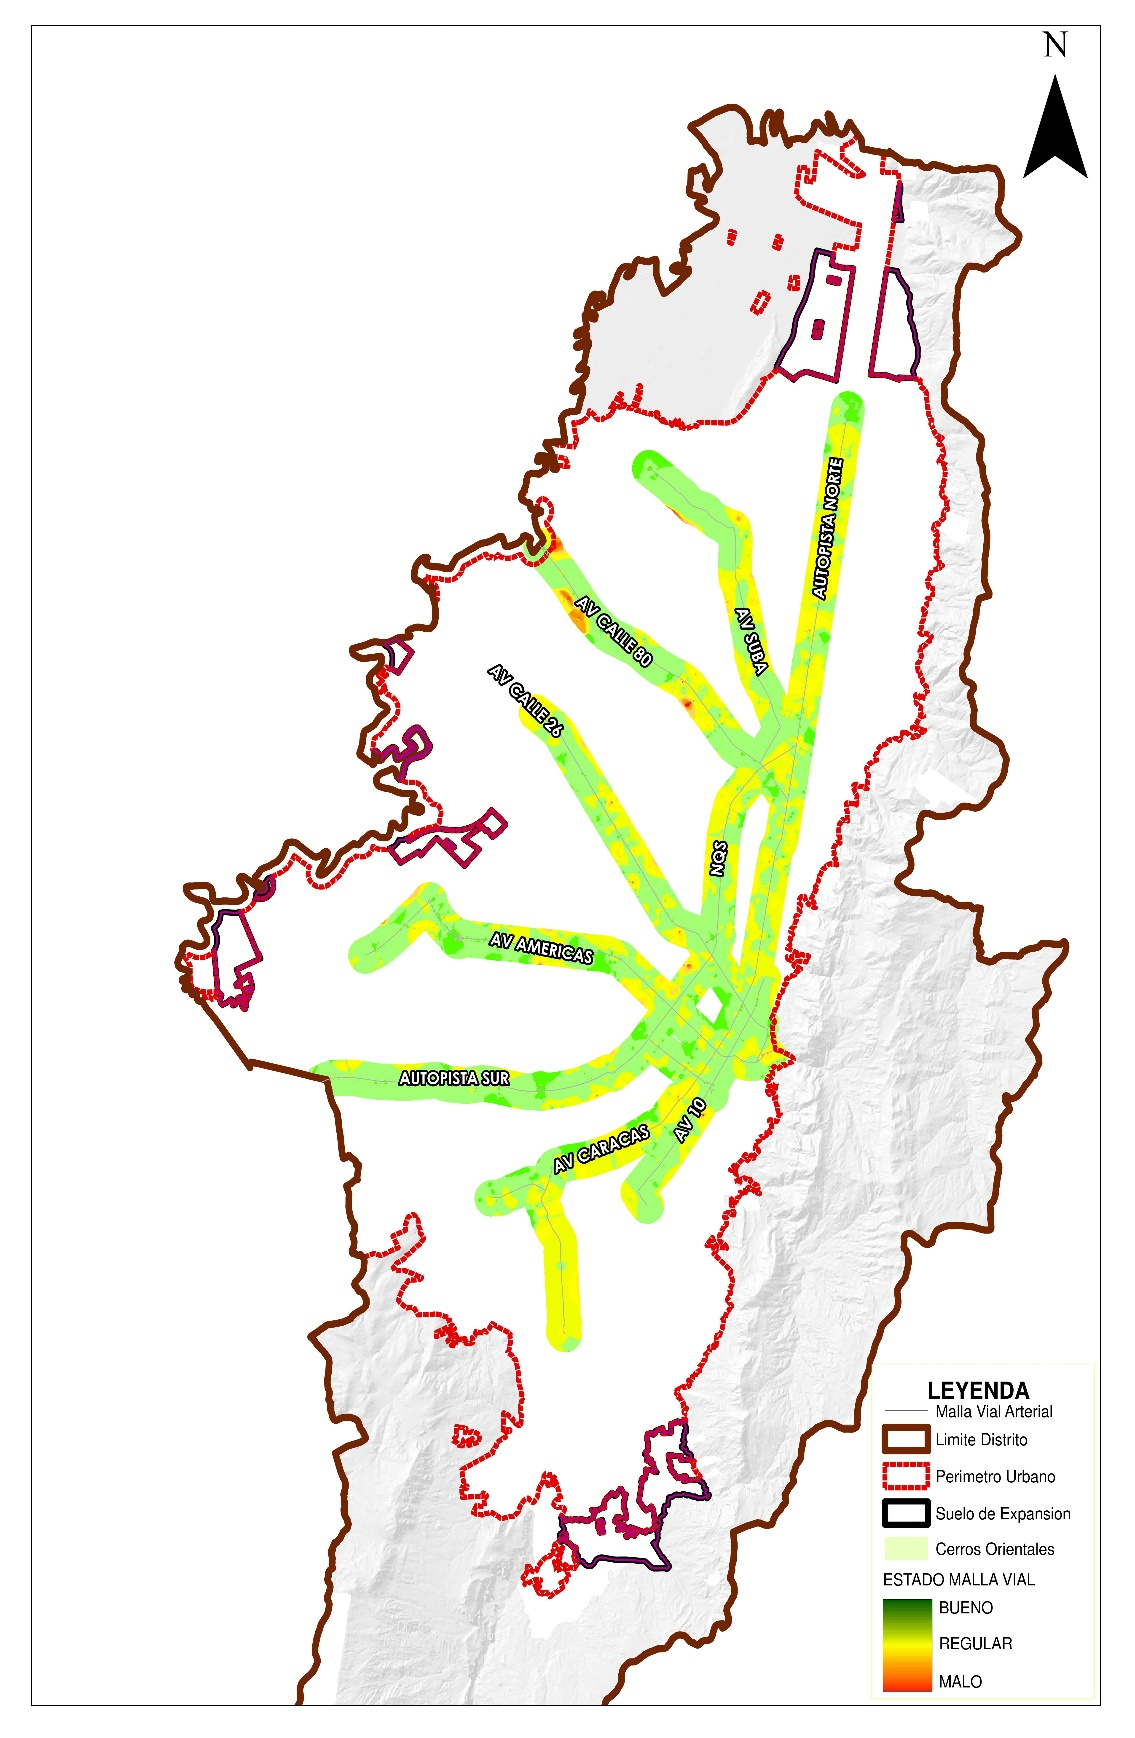 N
AUTOPISTA NORTE
AV SUBA
AV CALLE 80
AV CALLE 26
NQS
AV AMERICAS
AUTOPISTA SUR
AV CARACAS
AV 10
LEYENDA
Malla Vial Arterial
Limite Distrito
Perimetro Urbano
Suelo de Expansion
Cerros Orientales
ESTADO MALLA VIAL
BUENO
REGULAR
MALO